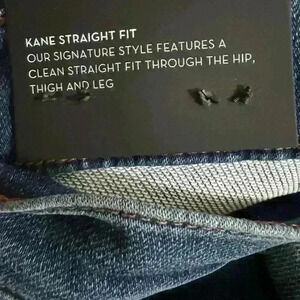 KANE STRAIGHT FIT
OUR SIGNATURE STYLE FEATURES A
CLEAN STRAIGHT FIT THROUGH THE HIP,
THIGH AND LEG